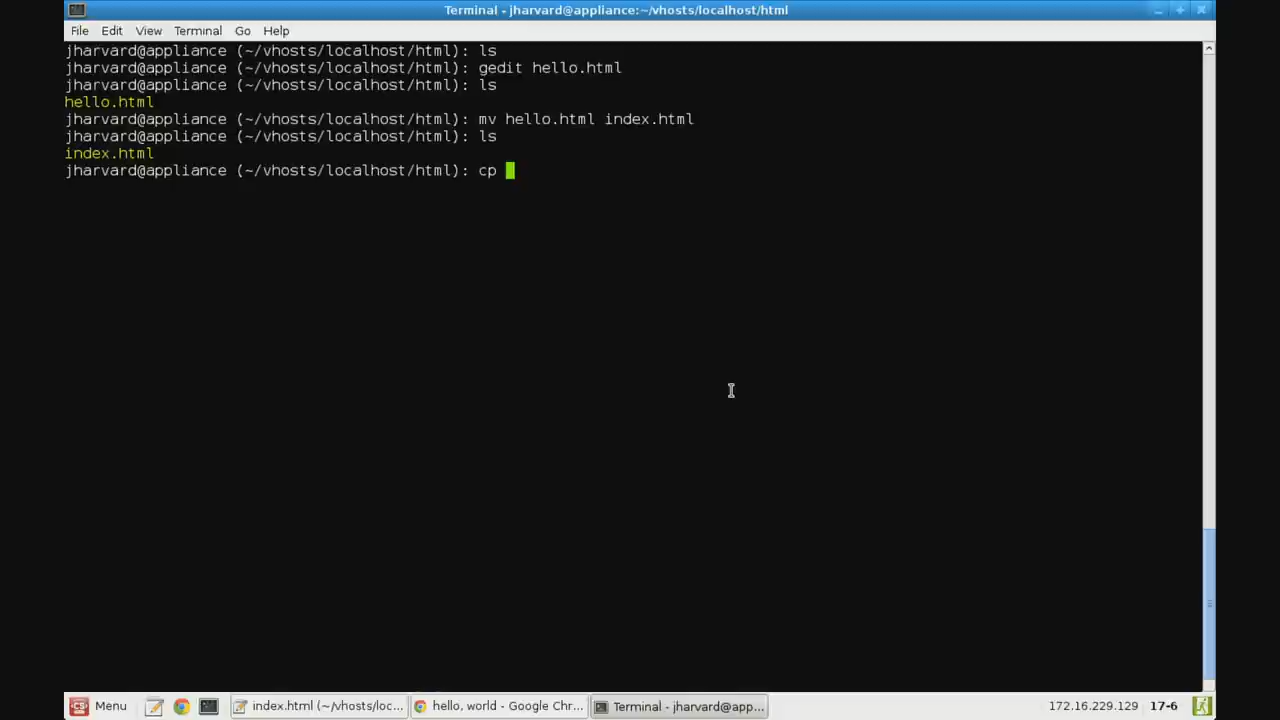 Terminal - jharvard@appliance:~/vhosts/localhost/html
File Edit View Terminal Go Help
jharvard@appliance (~/vhosts/localhost/html): ls
jharvard@appliance (~/vhosts/localhost/html): gedit hello.html
jharvard@appliance (~/vhosts/localhost/html): ls
hello.html
jharvard@appliance (~/vhosts/localhost/html): mv hello.html index.html
jharvard@appliance (~/vhosts/localhost/html): ls
index.html
jharvard@appliance (~/vhosts/localhost/html): cp
Menu index.html (~/vhosts/loc... hello, world - Google Chr... Terminal - jharvard@app... 172.16.229.129 17-6